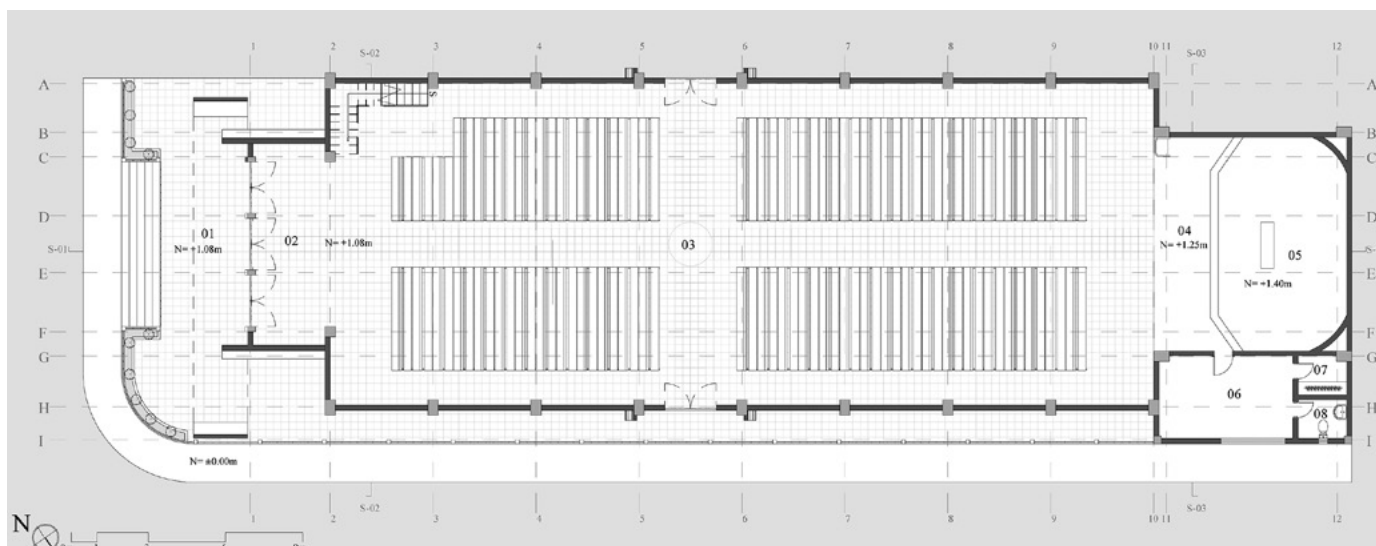 1 2 S-02 3 4 5 6 7 8 9 10 11 S-03 12
A A
B B
C C
D D
01 02 03 04 05
N= +1.08m N= +1.08m N= +1.25m
S-01 S-
E E
N= +1.40m
F F
G G
07
06
H H
08
I I
N= ±0.00m
S-02 S-03
1 2 3 4 5 6 7 8 9 10 11 12
N